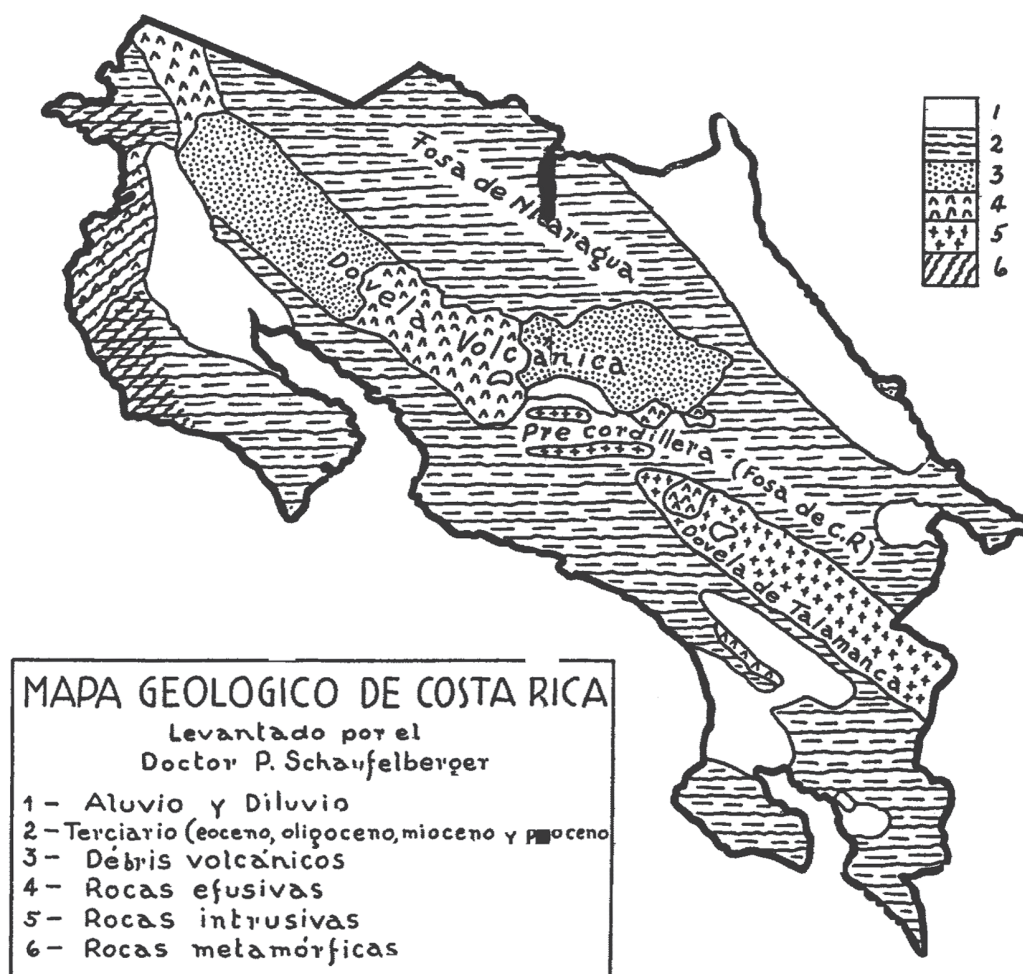 Fosa de Nicaragua
1
2
3
4
5
6
Dovela Volcánica
Pre cordillera-(Fosa de C.R)
Dovela de Talamanca
MAPA GEOLOGICO DE COSTA RICA
Levantado por el
Doctor P. Schaufelberger
1- Aluvio y Diluvio
2-Terciario (eoceno, oligoceno, mioceno y
3- Débris volcánicos
4- Rocas efusivas
5- Rocas intrusivas
6- Rocas metamórficas